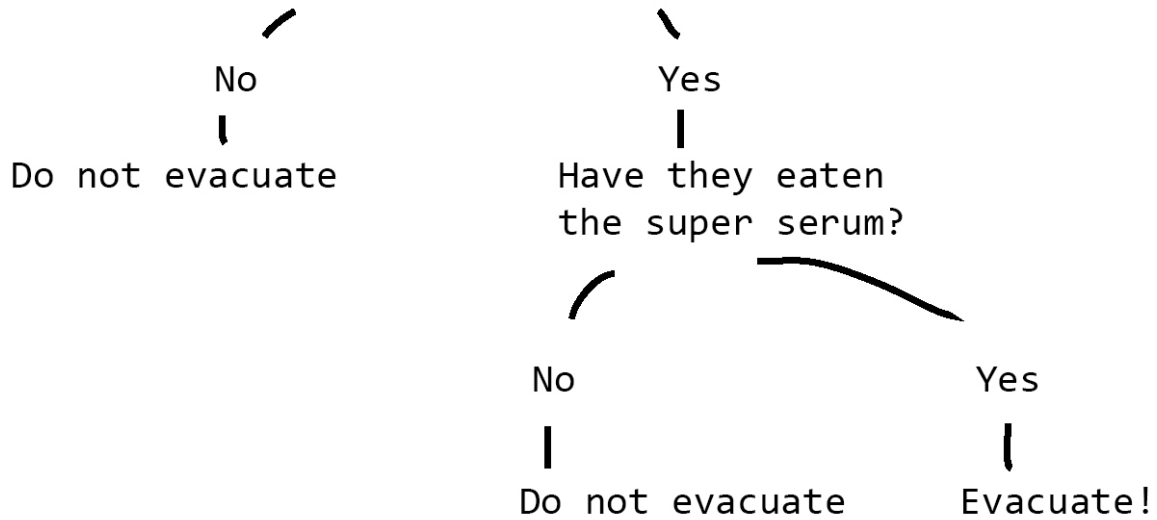 No
Yes
Do not evacuate
Have they eaten
the super serum?
No
Yes
Do not evacuate
Evacuate!